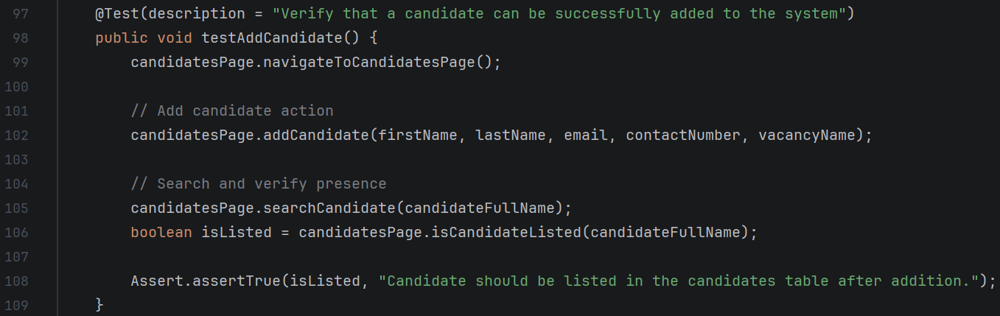 97 @Test(description = "Verify that a candidate can be successfully added to the system")
98 public void testAddCandidate() {
99 candidatesPage.navigateToCandidatesPage();
100
101 // Add candidate action
102 candidatesPage.addCandidate(firstName, lastName, email, contactNumber, vacancyName);
103
104 // Search and verify presence
105 candidatesPage.searchCandidate(candidateFullName);
106 boolean isListed = candidatesPage.isCandidateListed(candidateFullName);
107
108 Assert.assertTrue(isListed, "Candidate should be listed in the candidates table after addition.");
109 }